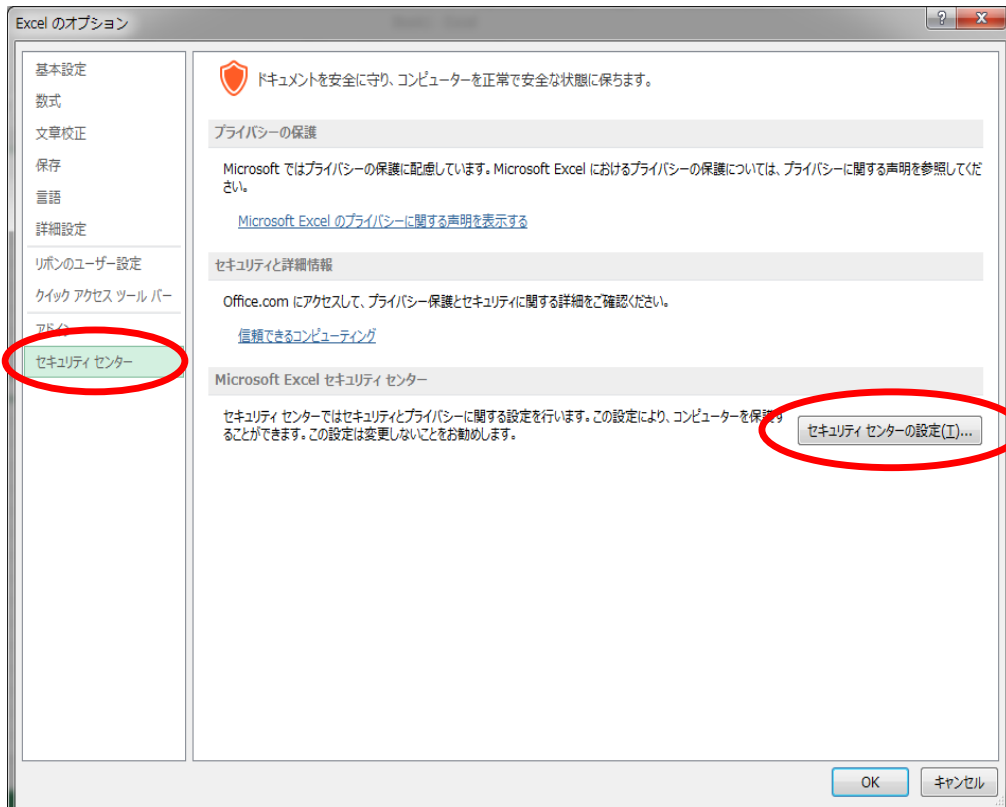 Excel のオプション
基本設定
数式
文章校正
保存
言語
詳細設定
リボンのユーザー設定
クイック アクセス ツール バー
アドイン
セキュリティ センター
ドキュメントを安全に守り、コンピューターを正常で安全な状態に保ちます。
プライバシーの保護
Microsoft ではプライバシーの保護に配慮しています。Microsoft Excel におけるプライバシーの保護については、プライバシーに関する声明を参照してくだ
さい。
Microsoft Excel のプライバシーに関する声明を表示する
セキュリティと詳細情報
Office.com にアクセスして、プライバシー保護とセキュリティに関する詳細をご確認ください。
信頼できるコンピューティング
Microsoft Excel セキュリティ センター
セキュリティ センターではセキュリティとプライバシーに関する設定を行います。この設定により、コンピューターを保護す
ることができます。この設定は変更しないことをお勧めします。
セキュリティ センターの設定(T)...
OK
キャンセル